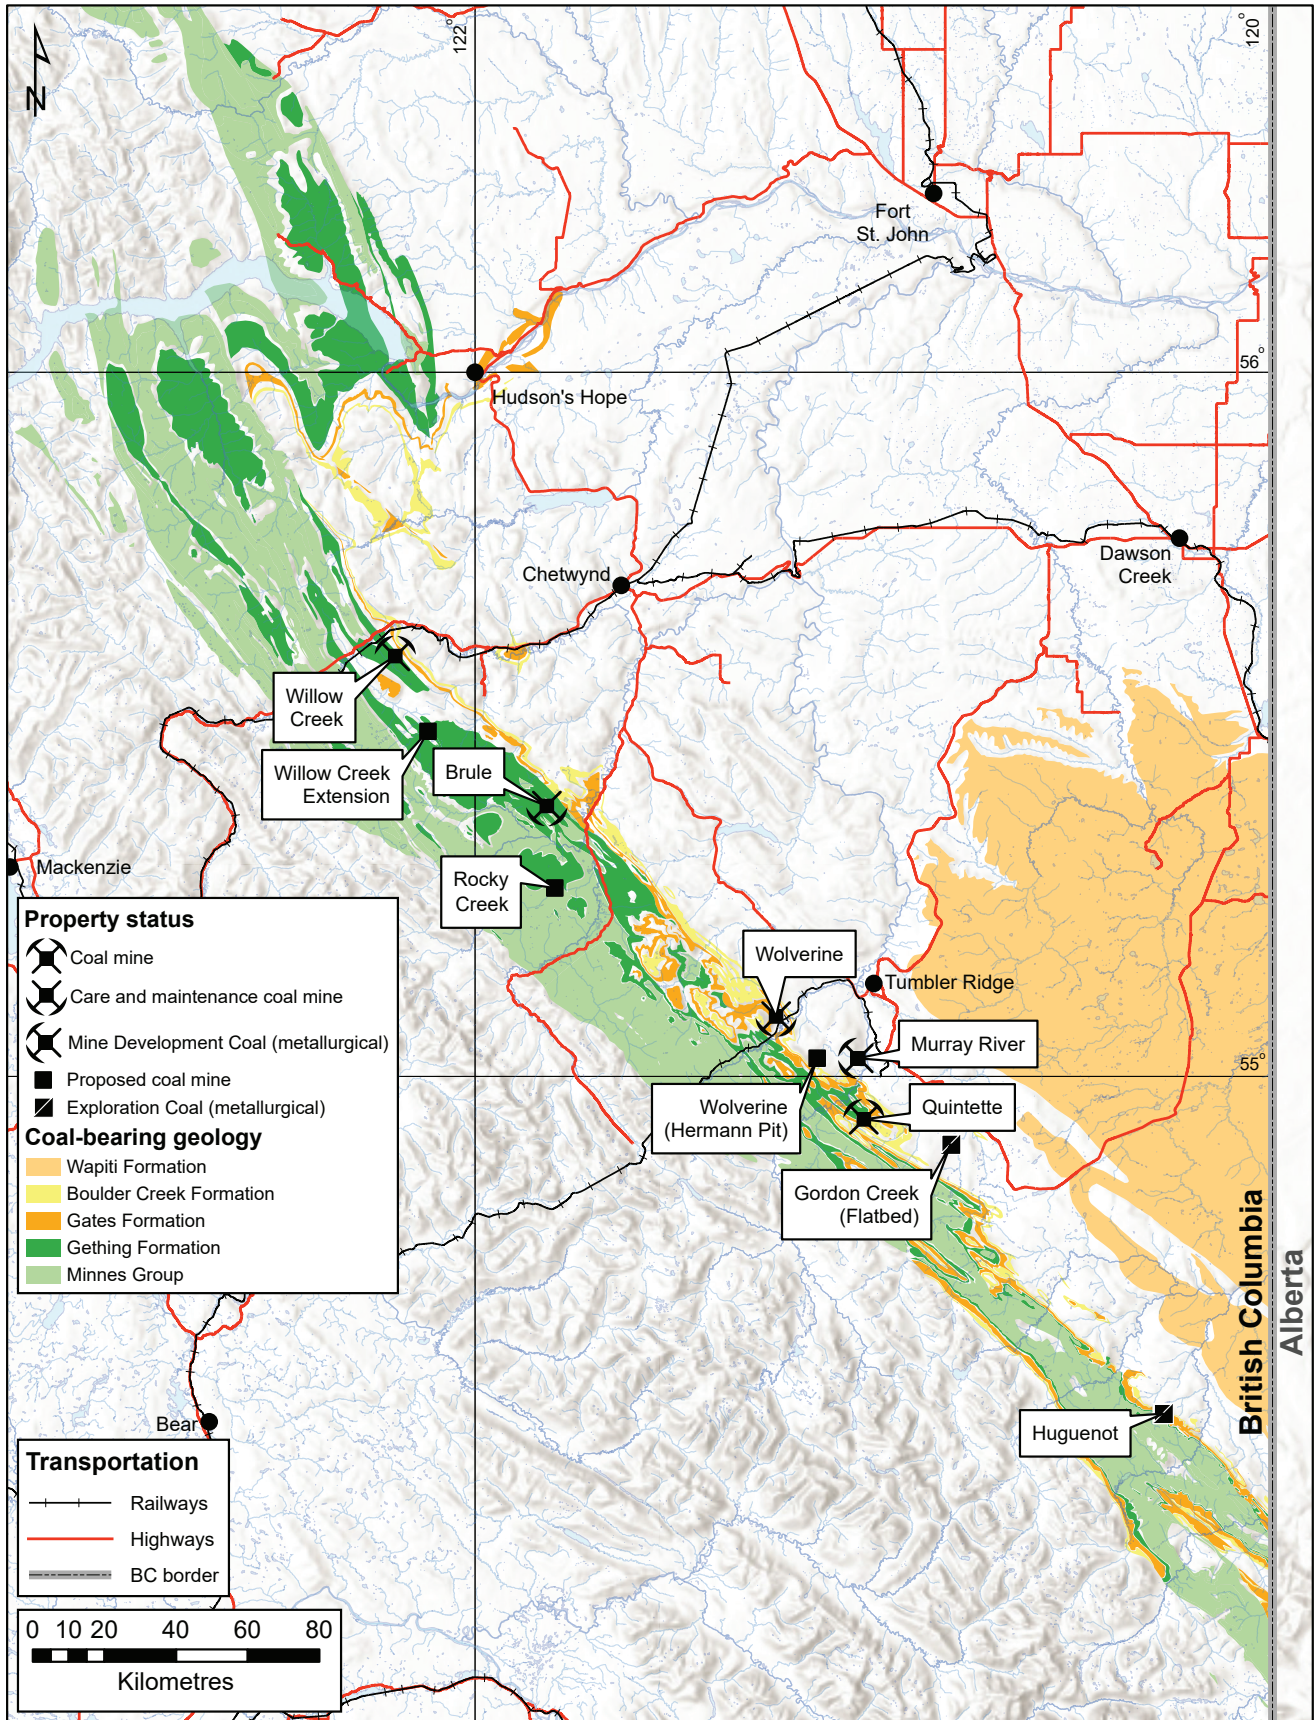 N
122°
120°
Fort
St. John
56°
Hudson's Hope
Chetwynd
Dawson
Creek
Willow
Creek
Willow Creek
Extension
Brule
Mackenzie
Rocky
Creek
Property status
Coal mine
Care and maintenance coal mine
Mine Development Coal (metallurgical)
Proposed coal mine
Exploration Coal (metallurgical)
Coal-bearing geology
Wapiti Formation
Boulder Creek Formation
Gates Formation
Gething Formation
Minnes Group
Wolverine
Tumbler Ridge
Murray River
55°
Wolverine
(Hermann Pit)
Quintette
Gordon Creek
(Flatbed)
British Columbia
Alberta
Huguenot
Bear
Transportation
Railways
Highways
BC border
0 10 20 40 60 80
Kilometres